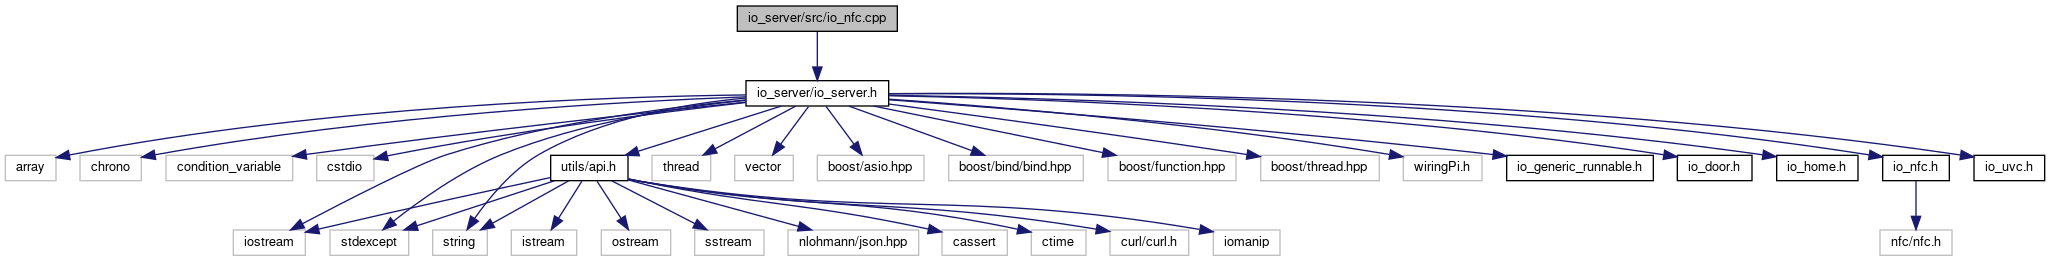 io_server/src/io_nfc.cpp
io_server/io_server.h
array
chrono
condition_variable
cstdio
utils/api.h
thread
vector
boost/asio.hpp
boost/bind/bind.hpp
boost/function.hpp
boost/thread.hpp
wiringPi.h
io_generic_runnable.h
io_door.h
io_home.h
io_nfc.h
io_uvc.h
iostream
stdexcept
string
istream
ostream
sstream
nlohmann/json.hpp
cassert
ctime
curl/curl.h
iomanip
nfc/nfc.h